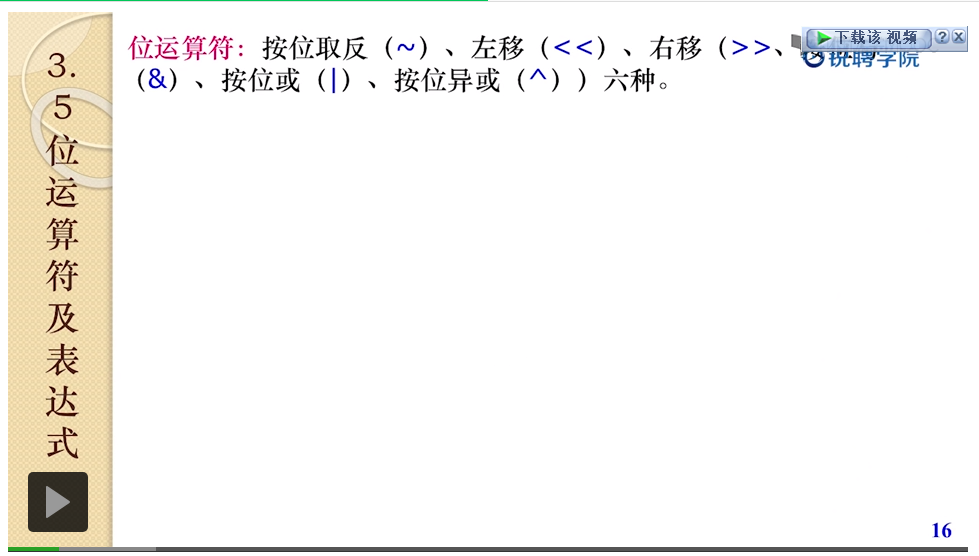 3.
5
位
运
算
符
及
表
达
式
位运算符：按位取反（~）、左移（<<）、右移（>>、
（&）、按位或（|）、按位异或（^））六种。
下载该 视频 ? X
锐聘学院
16